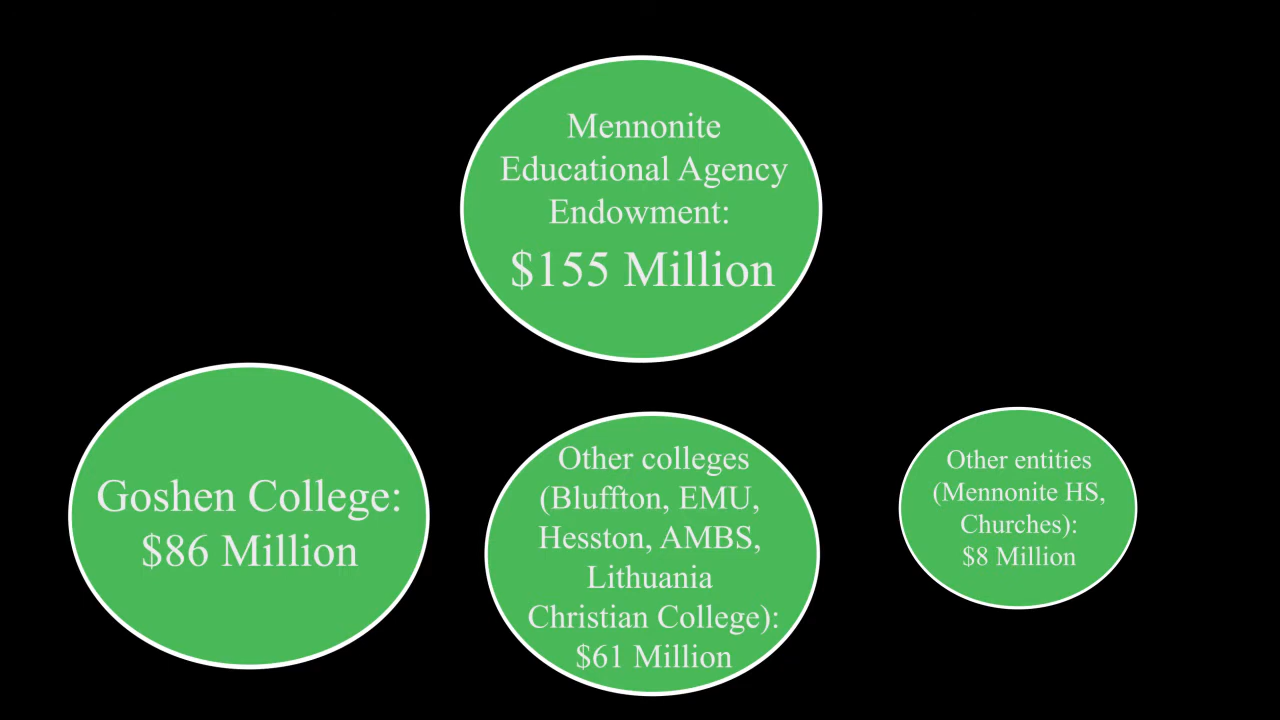 Mennonite
Educational Agency
Endowment:
$155 Million
Goshen College:
$86 Million
Other colleges
(Bluffton, EMU,
Hesston, AMBS,
Lithuania
Christian College):
$61 Million
Other entities
(Mennonite HS,
Churches):
$8 Million